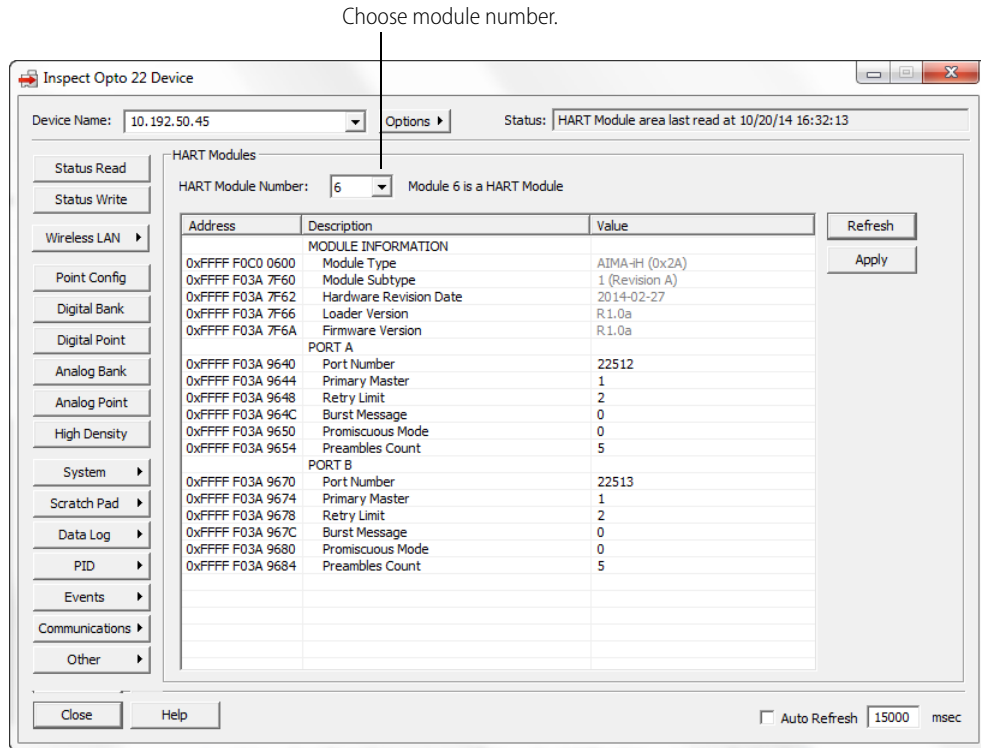 Choose module number.
Inspect Opto 22 Device
Device Name: 10.192.50.45 Options Status: HART Module area last read at 10/20/14 16:32:13
Status Read
Status Write
Wireless LAN
Point Config
Digital Bank
Digital Point
Analog Bank
Analog Point
High Density
System
Scratch Pad
Data Log
PID
Events
Communications
Other
HART Modules
HART Module Number: 6 Module 6 is a HART Module
Address Description Value
MODULE INFORMATION
0xFFFF F0C0 0600 Module Type AIMA-iH (0x2A)
0xFFFF F03A 7F60 Module Subtype 1 (Revision A)
0xFFFF F03A 7F62 Hardware Revision Date 2014-02-27
0xFFFF F03A 7F66 Loader Version R1.0a
0xFFFF F03A 7F6A Firmware Version R1.0a
PORT A
0xFFFF F03A 9640 Port Number 22512
0xFFFF F03A 9644 Primary Master 1
0xFFFF F03A 9648 Retry Limit 2
0xFFFF F03A 964C Burst Message 0
0xFFFF F03A 9650 Promiscuous Mode 0
0xFFFF F03A 9654 Preambles Count 5
PORT B
0xFFFF F03A 9670 Port Number 22513
0xFFFF F03A 9674 Primary Master 1
0xFFFF F03A 9678 Retry Limit 2
0xFFFF F03A 967C Burst Message 0
0xFFFF F03A 9680 Promiscuous Mode 0
0xFFFF F03A 9684 Preambles Count 5
Refresh
Apply
Close Help Auto Refresh 15000 msec